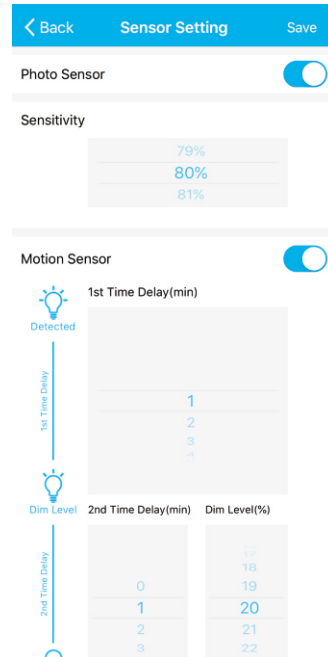 Back Sensor Setting Save
Photo Sensor
Sensitivity
79%
80%
81%
Motion Sensor
1st Time Delay(min)
Detected
1st Time Delay
1
2
3
4
Dim Level 2nd Time Delay(min) Dim Level(%)
2nd Time Delay
17
18
0 19
1 20
2 21
3 22